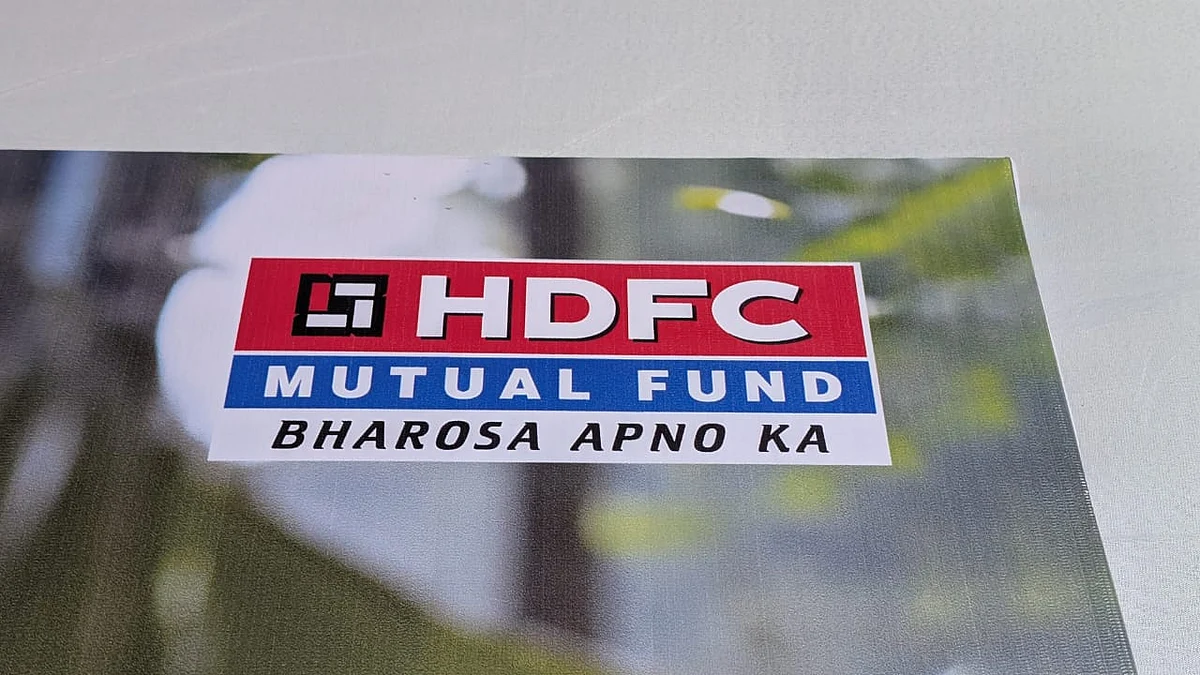 HDFC
MUTUAL FUND
BHAROSA APNO KA